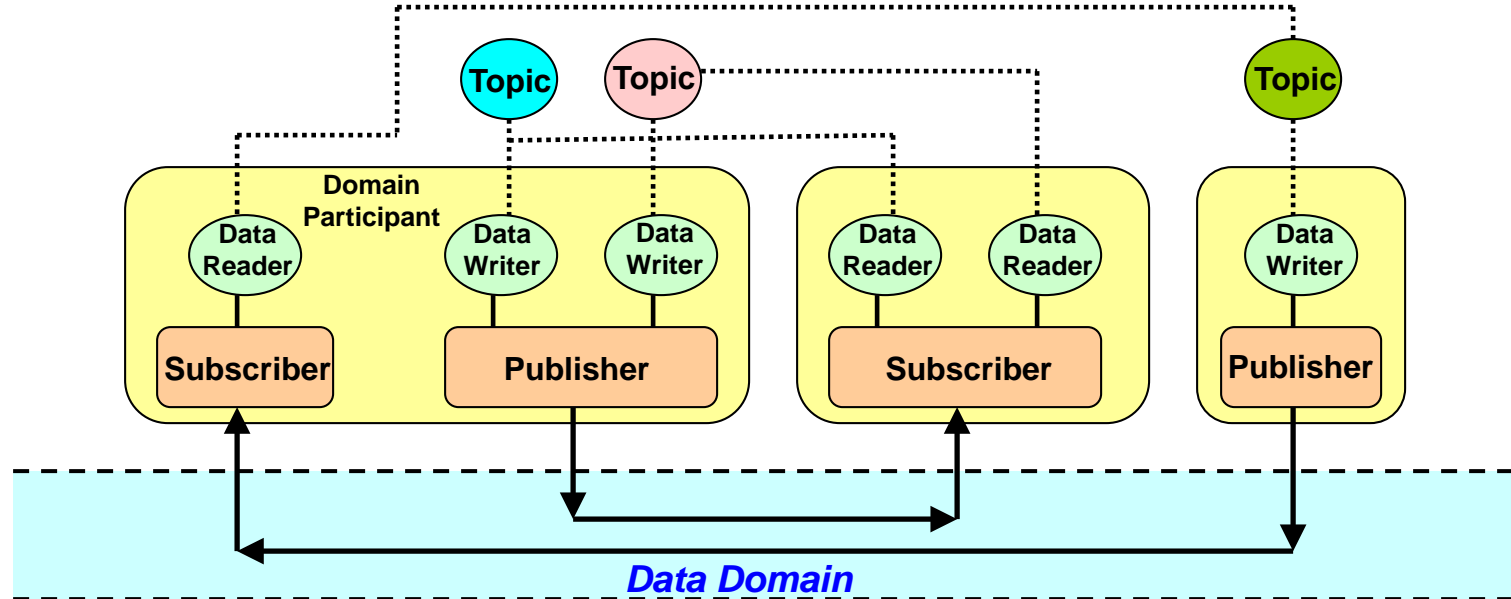 Topic
Topic
Topic
Domain
Participant
Data
Reader
Data
Writer
Data
Writer
Data
Reader
Data
Reader
Data
Writer
Subscriber
Publisher
Subscriber
Publisher
Data Domain